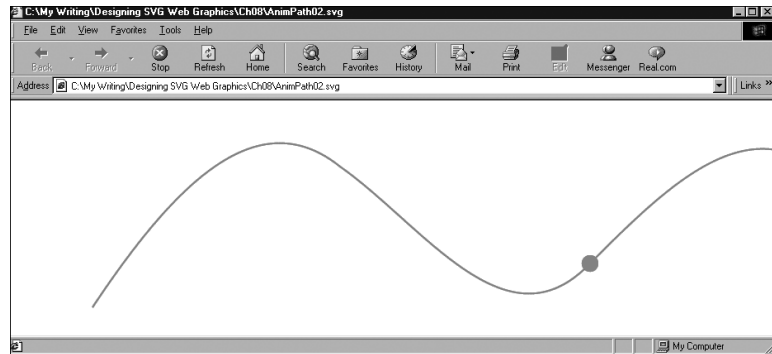 C:\My Writing\Designing SVG Web Graphics\Ch08\AnimPath02.svg
File Edit View Favorites Tools Help
Back Forward Stop Refresh Home Search Favorites History Mail Print Edit Messenger Real.com
Address C:\My Writing\Designing SVG Web Graphics\Ch08\AnimPath02.svg Links »
My Computer